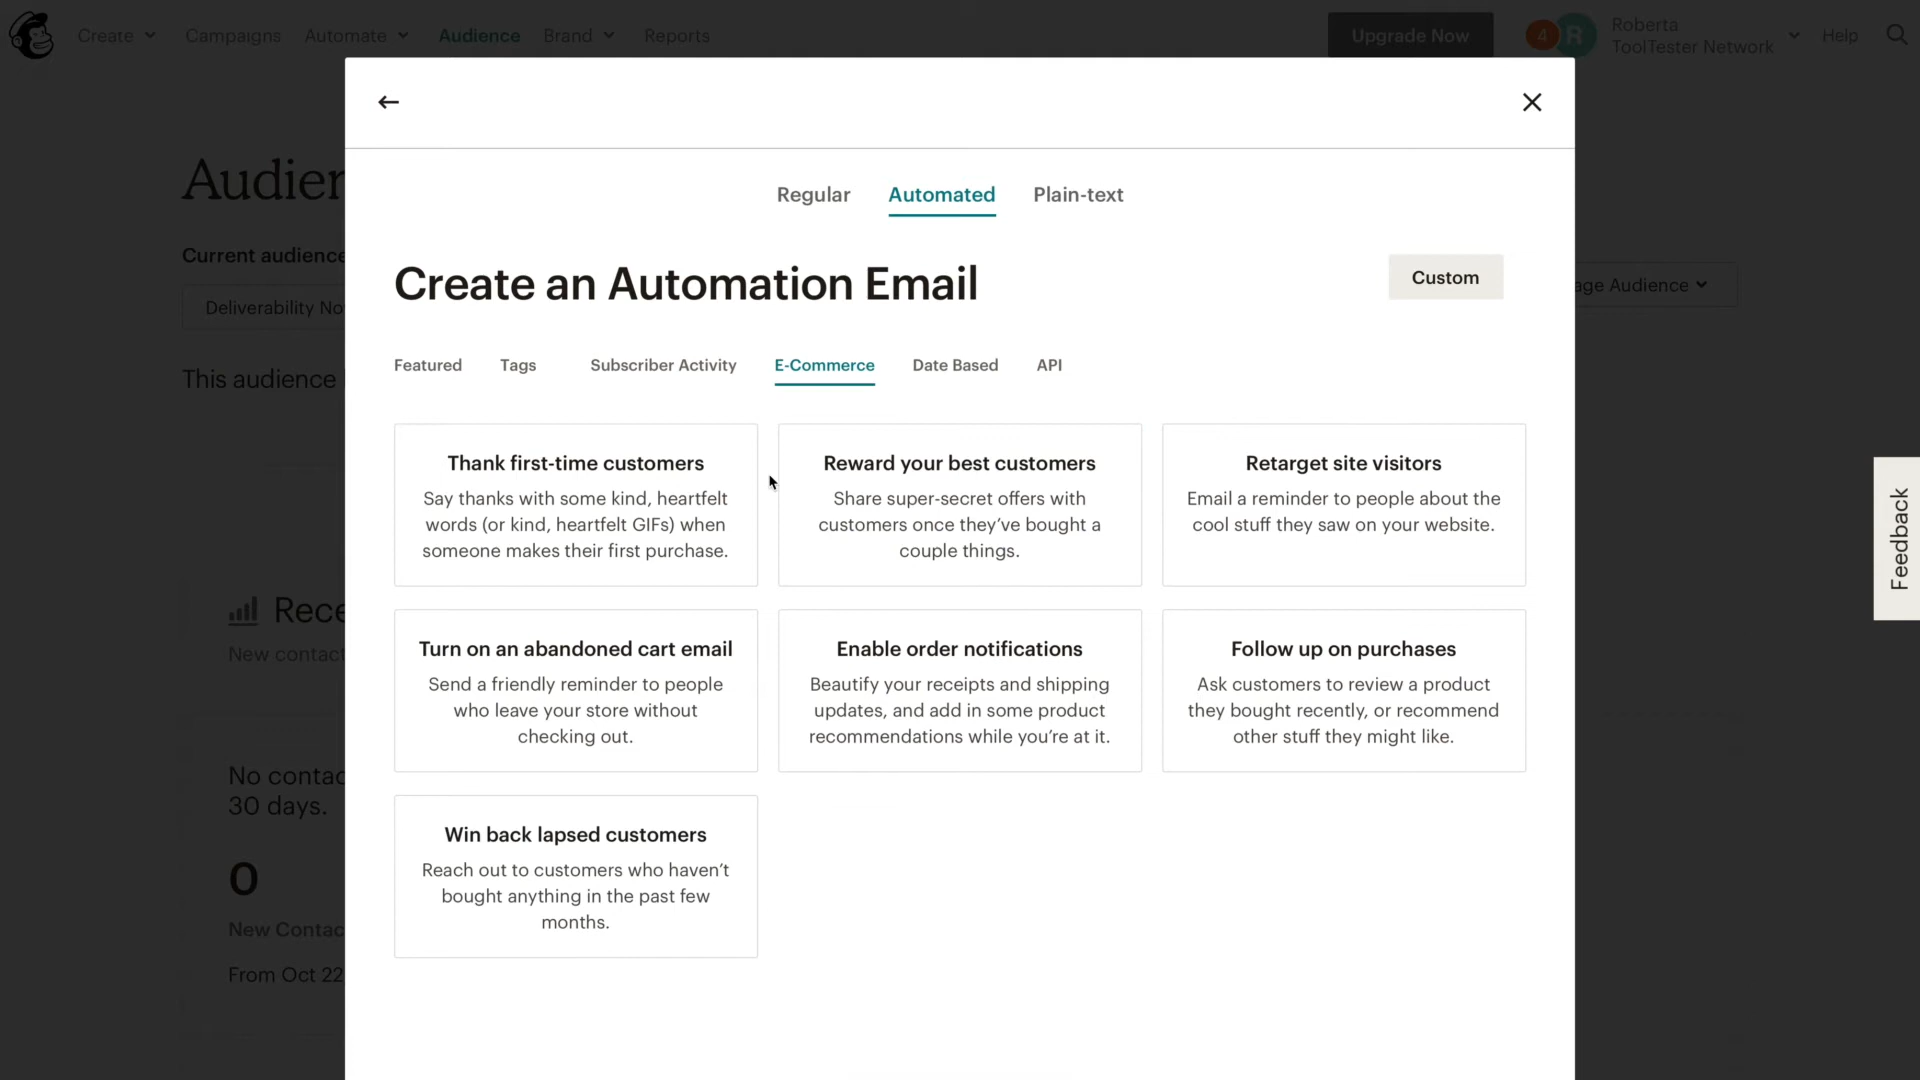 Create
Campaigns
Automate
Audience
Brand
Reports
Upgrade Now
4
R
Roberta
ToolTester Network
Help
Current audience
Deliverability
age Audience
This audience
New
30 days.
0
New
From Oct 22
Regular
Automated
Plain-text
Create an Automation Email
Custom
Featured
Tags
Subscriber Activity
E-Commerce
Date Based
API
Thank first-time customers
Say thanks with some kind, heartfelt
words (or kind, heartfelt GIFs) when
someone makes their first purchase.
Reward your best customers
Share super-secret offers with
customers once they’ve bought a
couple things.
Retarget site visitors
Email a reminder to people about the
cool stuff they saw on your website.
Turn on an abandoned cart email
Send a friendly reminder to people
who leave your store without
checking out.
Enable order notifications
Beautify your receipts and shipping
updates, and add in some product
recommendations while you’re at it.
Follow up on purchases
Ask customers to review a product
they bought recently, or recommend
other stuff they might like.
Win back lapsed customers
Reach out to customers who haven’t
bought anything in the past few
months.
Feedback